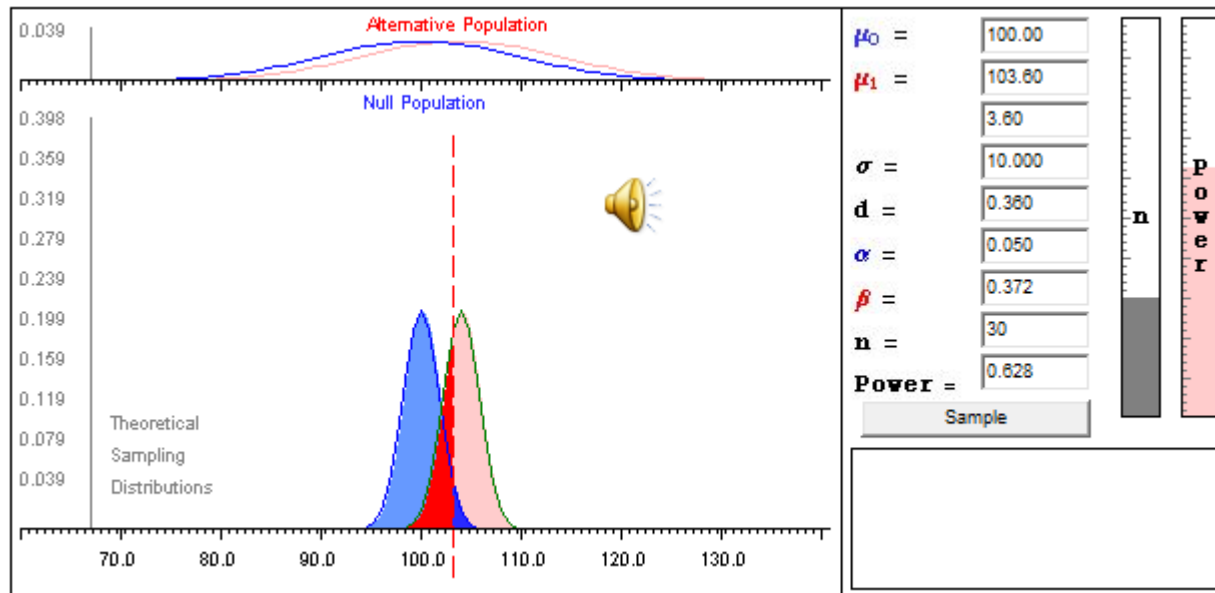 0.039
Alternative Population
Null Population
0.398
0.359
0.319
0.279
0.239
0.199
0.159
0.119
0.079
0.039
Theoretical
Sampling
Distributions
70.0 80.0 90.0 100.0 110.0 120.0 130.0
μ₀ = 100.00
μ₁ = 103.60
3.60
σ = 10.000
d = 0.360
α = 0.050
β = 0.372
n = 30
Power = 0.628
Sample
n
Power